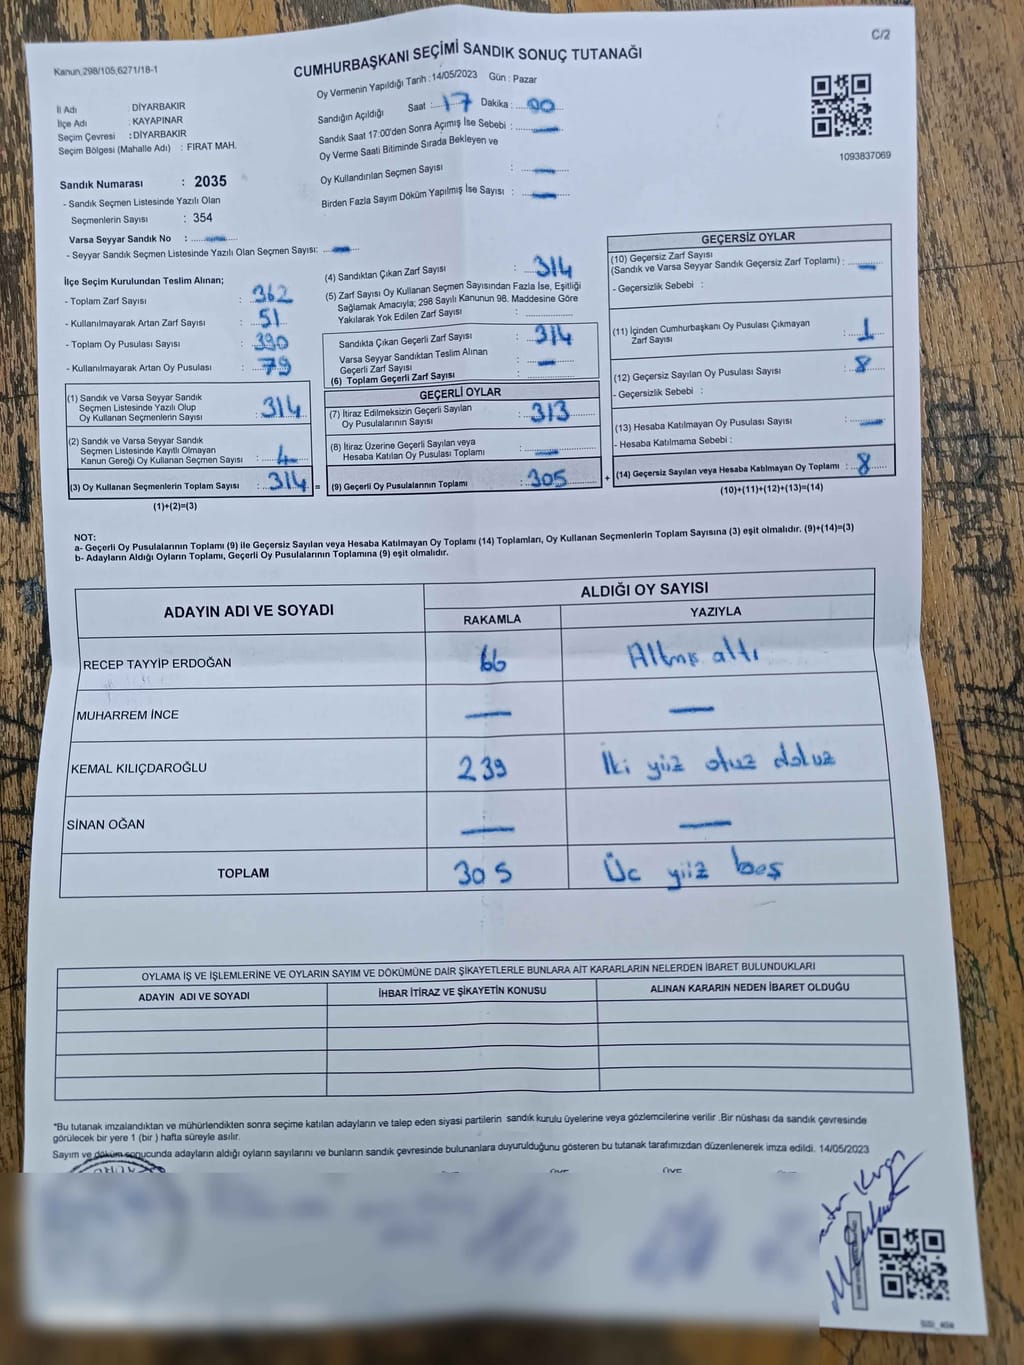 C/2
Kanun,298/105,6271/18-1
CUMHURBAŞKANI SEÇİMİ SANDIK SONUÇ TUTANAĞI
Oy Vermenin Yapıldığı Tarih :14/05/2023 Gün : Pazar
İl Adı : DİYARBAKIR
İlçe Adı : KAYAPINAR
Seçim Çevresi : DİYARBAKIR
Seçim Bölgesi (Mahalle Adı) : FIRAT MAH.
Sandığın Açıldığı Saat : 17 Dakika : 00
Sandık Saat 17:00'den Sonra Açımış İse Sebebi : —
Oy Verme Saati Bitiminde Sırada Bekleyen ve
Oy Kullandırılan Seçmen Sayısı : —
Birden Fazla Sayım Döküm Yapılmış İse Sayısı : —
1093837069
Sandık Numarası : 2035
- Sandık Seçmen Listesinde Yazılı Olan
Seçmenlerin Sayısı : 354
Varsa Seyyar Sandık No : —
- Seyyar Sandık Seçmen Listesinde Yazılı Olan Seçmen Sayısı: —
İlçe Seçim Kurulundan Teslim Alınan;
- Toplam Zarf Sayısı : 362
- Kullanılmayarak Artan Zarf Sayısı : 51
- Toplam Oy Pusulası Sayısı : 390
- Kullanılmayarak Artan Oy Pusulası : 79
(1) Sandık ve Varsa Seyyar Sandık
Seçmen Listesinde Yazılı Olup
Oy Kullanan Seçmenlerin Sayısı : 314
(2) Sandık ve Varsa Seyyar Sandık
Seçmen Listesinde Kayıtlı Olmayan
Kanun Gereği Oy Kullanan Seçmen Sayısı :
(3) Oy Kullanan Seçmenlerin Toplam Sayısı : 314 =
(1)+(2)=(3)
(4) Sandıktan Çıkan Zarf Sayısı : 314
(5) Zarf Sayısı Oy Kullanan Seçmen Sayısından Fazla İse, Eşitliği
Sağlamak Amacıyla; 298 Sayılı Kanunun 98. Maddesine Göre
Yakılarak Yok Edilen Zarf Sayısı :
Sandıkta Çıkan Geçerli Zarf Sayısı : 314
Varsa Seyyar Sandıktan Teslim Alınan
Geçerli Zarf Sayısı : —
(6) Toplam Geçerli Zarf Sayısı :
GEÇERLİ OYLAR
(7) İtiraz Edilmeksizin Geçerli Sayılan
Oy Pusulasının Sayısı : 313
(8) İtiraz Üzerine Geçerli Sayılan veya
Hesaba Katılan Oy Pusulası Toplamı : —
(9) Geçerli Oy Pusulalarının Toplamı : 305 +
GEÇERSİZ OYLAR
(10) Geçersiz Zarf Sayısı
(Sandık ve Varsa Seyyar Sandık Geçersiz Zarf Toplamı) : —
- Geçersizlik Sebebi :
(11) İçinden Cumhurbaşkanı Oy Pusulası Çıkmayan
Zarf Sayısı : 1
(12) Geçersiz Sayılan Oy Pusulası Sayısı : 8
- Geçersizlik Sebebi :
(13) Hesaba Katılmayan Oy Pusulası Sayısı : —
- Hesaba Katılmama Sebebi :
(14) Geçersiz Sayılan veya Hesaba Katılmayan Oy Toplamı : 8
(10)+(11)+(12)+(13)=(14)
NOT:
a- Geçerli Oy Pusulalarının Toplamı (9) ile Geçersiz Sayılan veya Hesaba Katılmayan Oy Toplamı (14) Toplamları, Oy Kullanan Seçmenlerin Toplam Sayısına (3) eşit olmalıdır. (9)+(14)=(3)
b- Adayların Aldığı Oyların Toplamı, Geçerli Oy Pusulalarının Toplamına (9) eşit olmalıdır.
ADAYIN ADI VE SOYADI ALDIĞI OY SAYISI
RAKAMLA YAZIYLA
RECEP TAYYİP ERDOĞAN 66 Altmış altı
MUHARREM İNCE — —
KEMAL KILIÇDAROĞLU 239 İki yüz otuz dokuz
SİNAN OĞAN — —
TOPLAM 305 Üc yüz beş
OYLAMA İŞ VE İŞLEMLERİNE VE OYLARIN SAYIM VE DÖKÜMÜNE DAİR ŞİKAYETLERLE BUNLARA AİT KARARLARIN NELERDEN İBARET BULUNDUKLARI
ADAYIN ADI VE SOYADI İHBAR İTİRAZ VE ŞİKAYETİN KONUSU ALINAN KARARIN NEDEN İBARET OLDUĞU
*Bu tutanak imzalandıktan ve mühürlendikten sonra seçime katılan adayların ve talep eden siyasi partilerin sandık kurulu üyelerine veya gözlemcilerine verilir .Bir nüshası da sandık çevresinde
görülecek bir yere 1 (bir ) hafta süreyle asılır.
Sayım ve döküm sonucunda adayların aldığı oyların sayılarını ve bunların sandık çevresinde bulunanlara duyurulduğunu gösteren bu tutanak tarafımızdan düzenlenerek imza edildi. 14/05/2023
ÜYE ÜYE